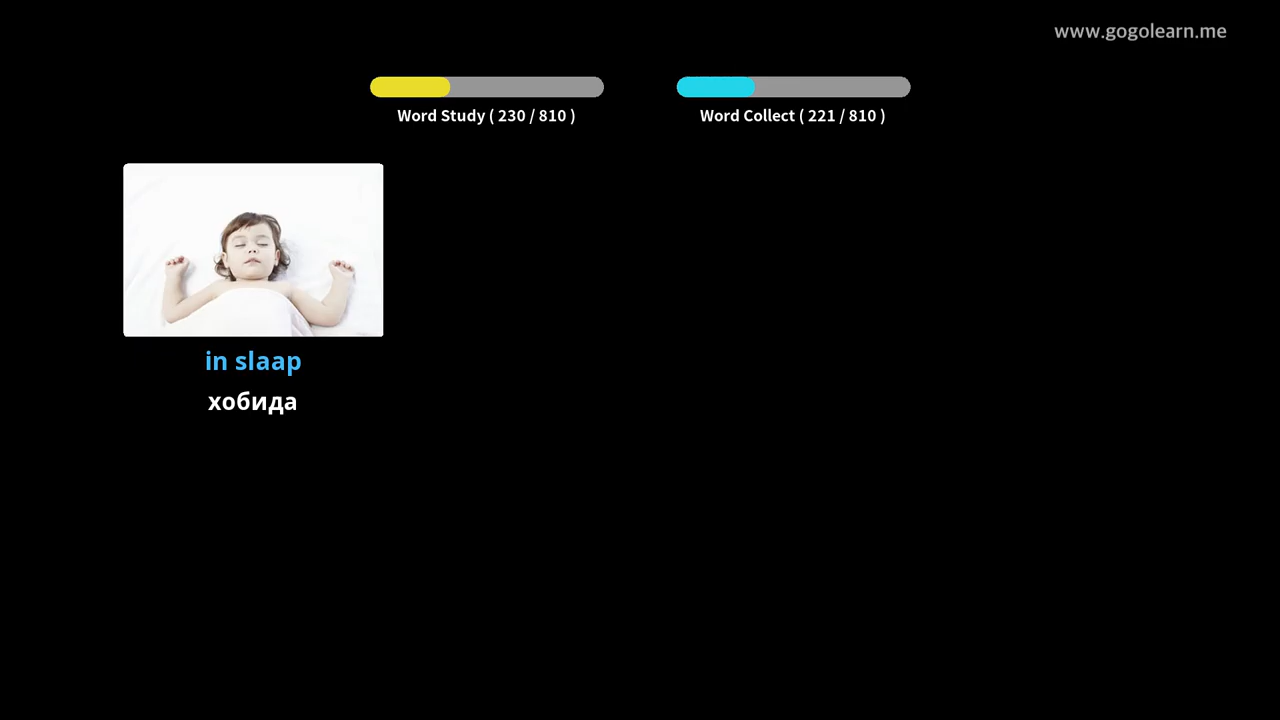 www.gogolearn.me
Word Study ( 230 / 810 )
Word Collect ( 221 / 810 )
in slaap
хобида